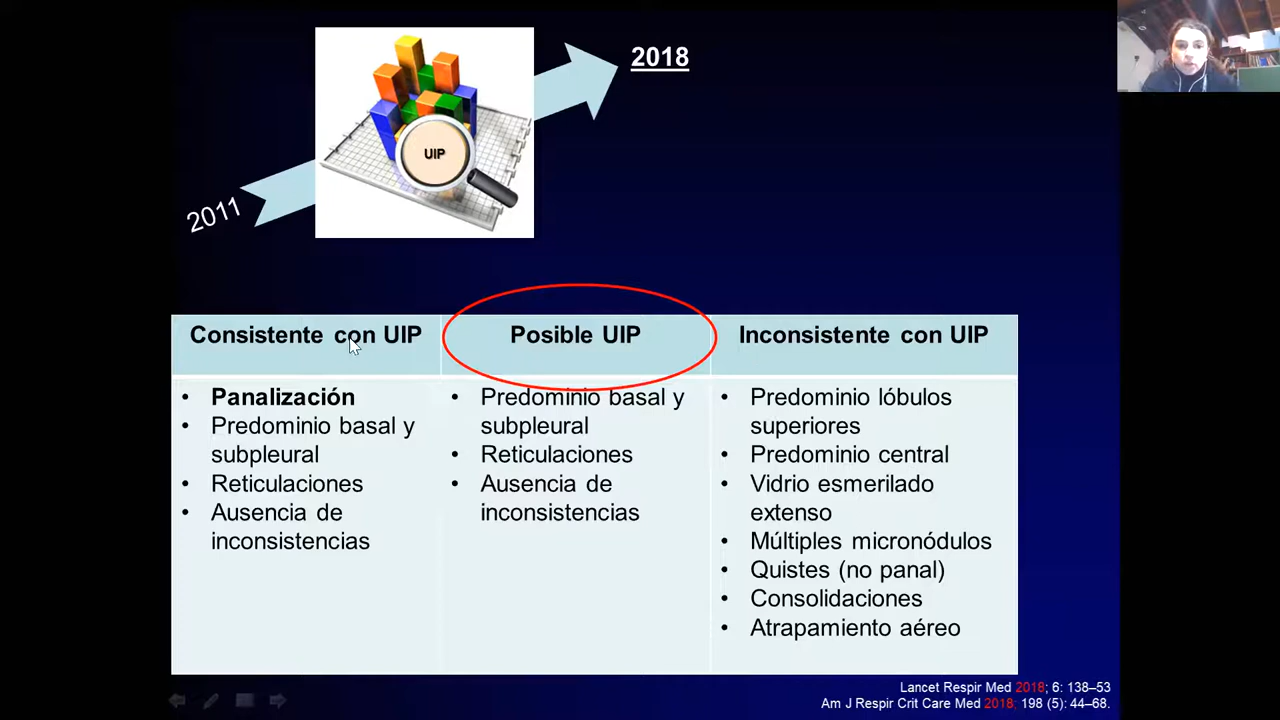 2018
UIP
2011
Consistente con UIP
Posible UIP
Inconsistente con UIP
• Panalización
• Predominio basal y
subpleural
• Reticulaciones
• Ausencia de
inconsistencias
• Predominio basal y
subpleural
• Reticulaciones
• Ausencia de
inconsistencias
• Predominio lóbulos
superiores
• Predominio central
• Vidrio esmerilado
extenso
• Múltiples micronódulos
• Quistes (no panal)
• Consolidaciones
• Atrapamiento aéreo
Lancet Respir Med 2018; 6: 138–53
Am J Respir Crit Care Med 2018; 198 (5): 44–68.